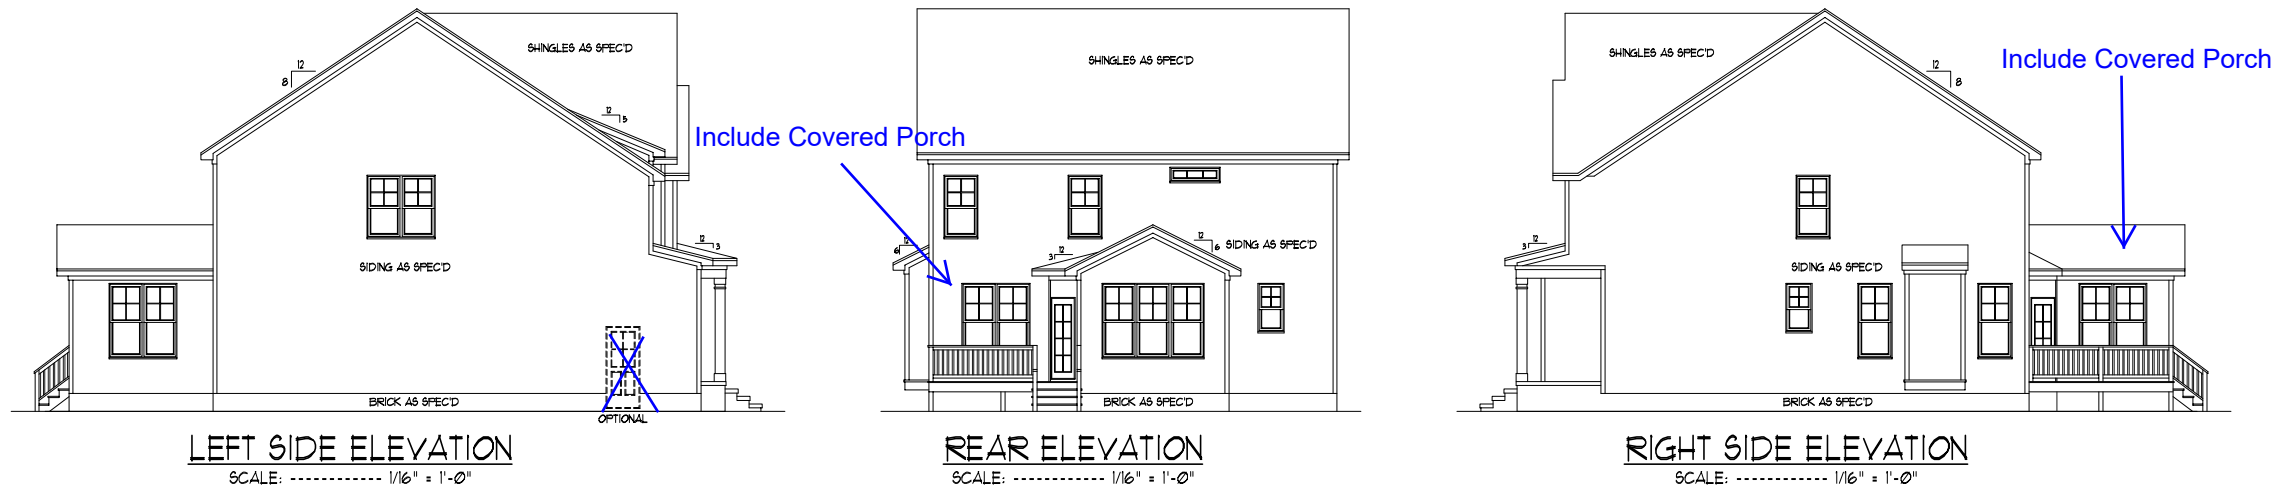 SHINGLES AS SPEC'D
12
8
12
5
12
3
SIDING AS SPEC'D
BRICK AS SPEC'D
OPTIONAL
LEFT SIDE ELEVATION
SCALE: ------------ 1/16" = 1'-0"
Include Covered Porch
SHINGLES AS SPEC'D
12
6
12
3
12
6
SIDING AS SPEC'D
BRICK AS SPEC'D
REAR ELEVATION
SCALE: ------------ 1/16" = 1'-0"
Include Covered Porch
SHINGLES AS SPEC'D
12
8
12
3
SIDING AS SPEC'D
BRICK AS SPEC'D
RIGHT SIDE ELEVATION
SCALE: ------------ 1/16" = 1'-0"